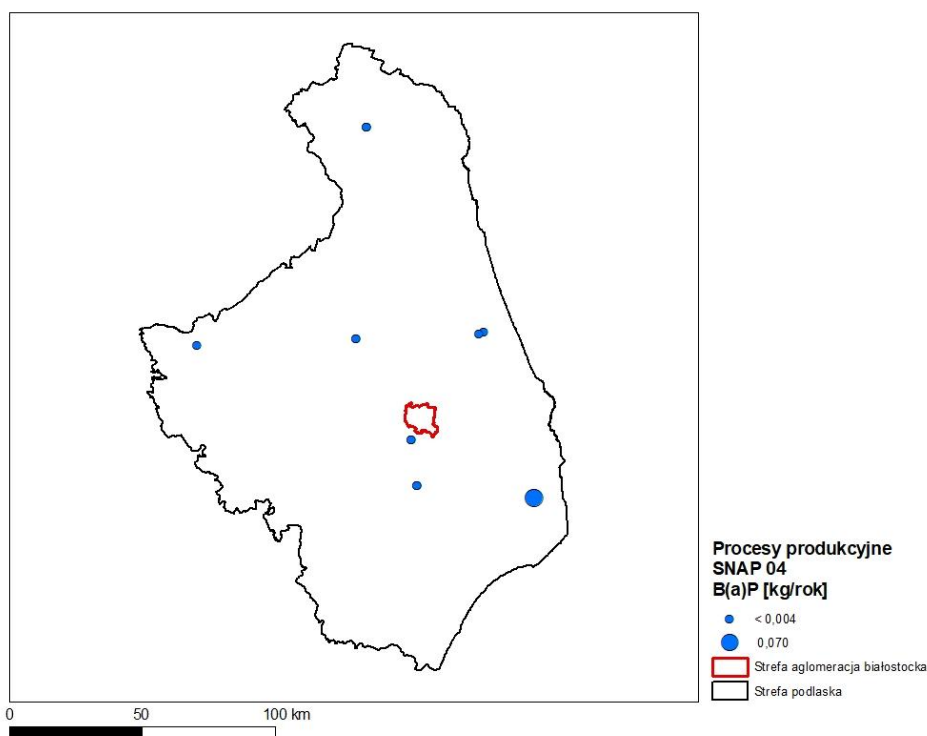 Procesy produkcyjne
SNAP 04
B(a)P [kg/rok]
< 0,004
0,070
Strefa aglomeracja białostocka
Strefa podlaska
0 50 100 km